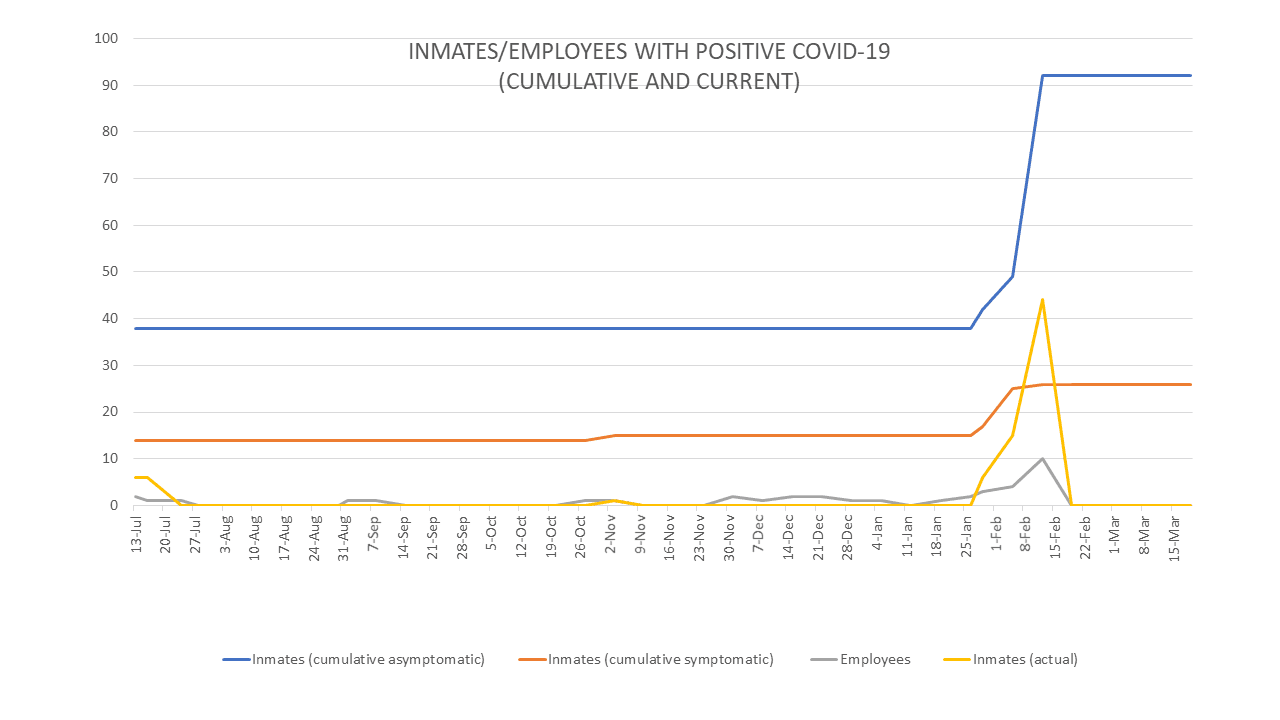 INMATES/EMPLOYEES WITH POSITIVE COVID-19
(CUMULATIVE AND CURRENT)
100
90
80
70
60
50
40
30
20
10
0
13-Jul
20-Jul
27-Jul
3-Aug
10-Aug
17-Aug
24-Aug
31-Aug
7-Sep
14-Sep
21-Sep
28-Sep
5-Oct
12-Oct
19-Oct
26-Oct
2-Nov
9-Nov
16-Nov
23-Nov
30-Nov
7-Dec
14-Dec
21-Dec
28-Dec
4-Jan
11-Jan
18-Jan
25-Jan
1-Feb
8-Feb
15-Feb
22-Feb
1-Mar
8-Mar
15-Mar
Inmates (cumulative asymptomatic)
Inmates (cumulative symptomatic)
Employees
Inmates (actual)